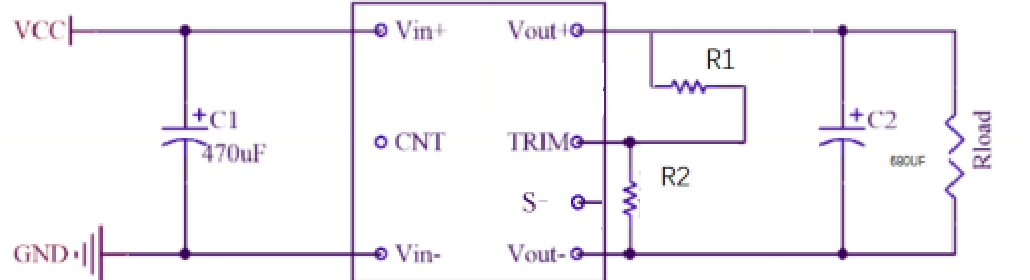 VCC
Vin+
Vout+
R1
+C1
470uF
CNT
TRIM
+C2
680UF
Rload
R2
S-
GND
Vin-
Vout-